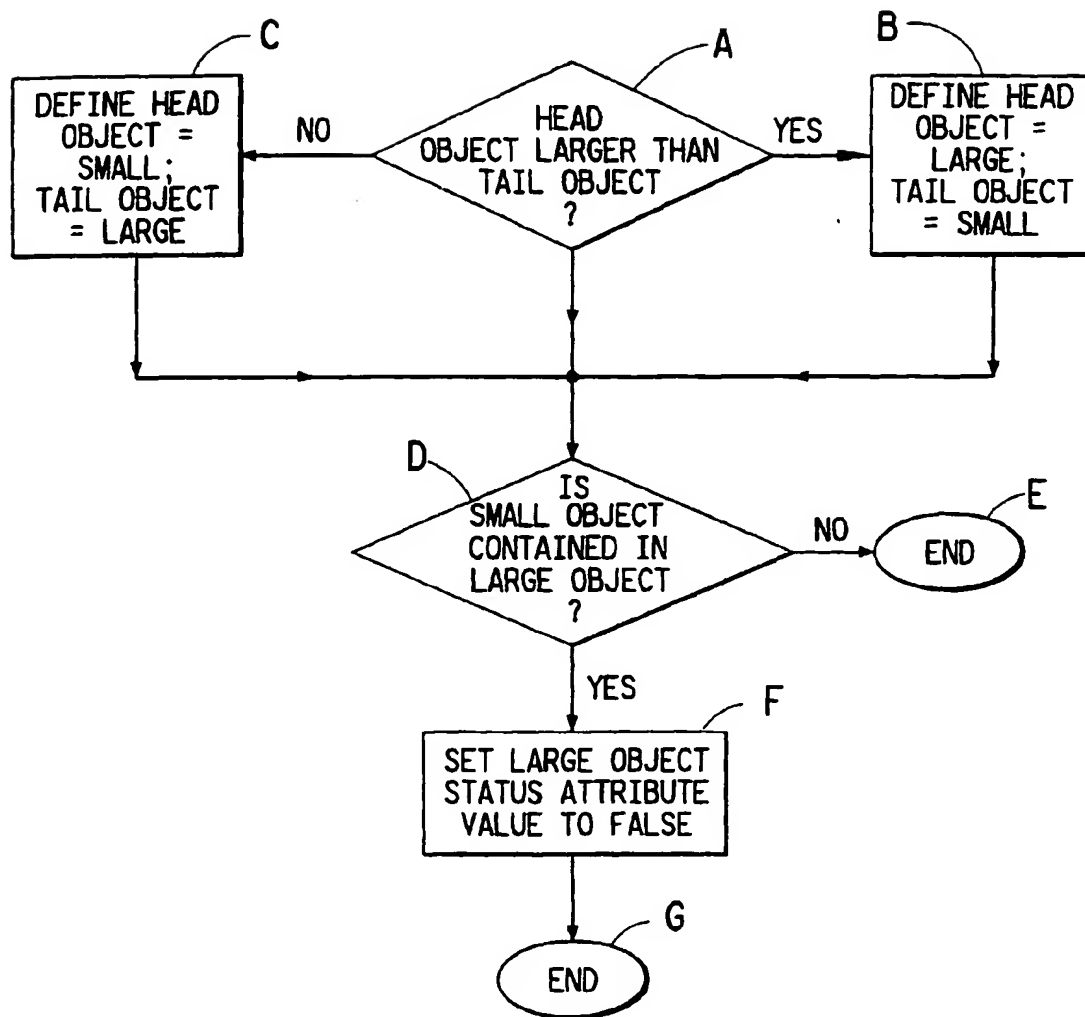 C
DEFINE HEAD
OBJECT =
SMALL;
TAIL OBJECT
= LARGE
NO
A
HEAD
OBJECT LARGER THAN
TAIL OBJECT
?
YES
B
DEFINE HEAD
OBJECT =
LARGE;
TAIL OBJECT
= SMALL
D
IS
SMALL OBJECT
CONTAINED IN
LARGE OBJECT
?
NO
E
END
YES
F
SET LARGE OBJECT
STATUS ATTRIBUTE
VALUE TO FALSE
G
END